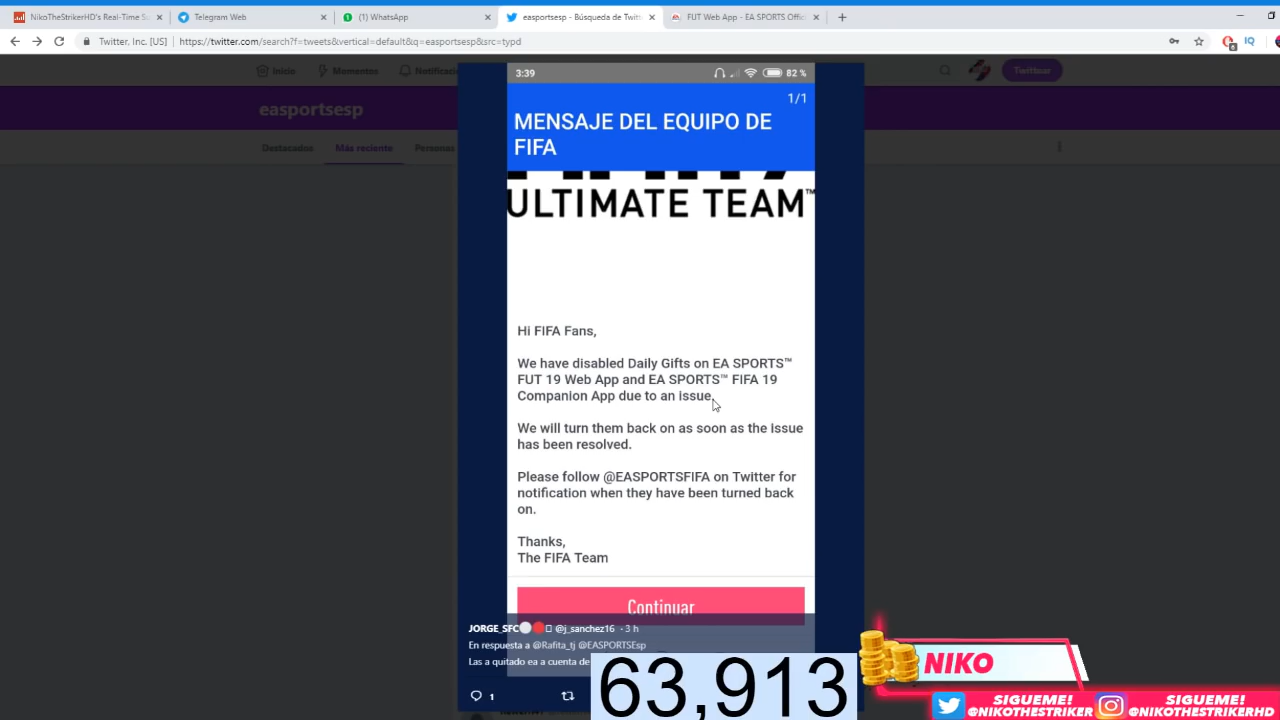 NikoTheStrikerHD's Real-Time S
Telegram Web
(1) WhatsApp
easportsesp - Búsqueda de Twitt
FUT Web App - EA SPORTS Offici
Twitter, Inc. [US]
https://twitter.com/search?f=tweets&vertical=default&q=easportsesp&src=typd
Inicio
Momentos
Notificaci
Twittear
easportsesp
Destacados
Más reciente
Personas
3:39
82 %
1/1
MENSAJE DEL EQUIPO DE
FIFA
ULTIMATE TEAM™
Hi FIFA Fans,
We have disabled Daily Gifts on EA SPORTS™
FUT 19 Web App and EA SPORTS™ FIFA 19
Companion App due to an issue.
We will turn them back on as soon as the issue
has been resolved.
Please follow @EASPORTSFIFA on Twitter for
notification when they have been turned back
on.
Thanks,
The FIFA Team
Continuar
JORGE_SFC @j_sanchez16 · 3 h
En respuesta a @Rafita_tj @EASPORTSEsp
Las a quitado ea a cuenta de
1
63,913
NIKO
SIGUEME!
@NIKOTHESTRIKER
SIGUEME!
@NIKOTHESTRIKERHD